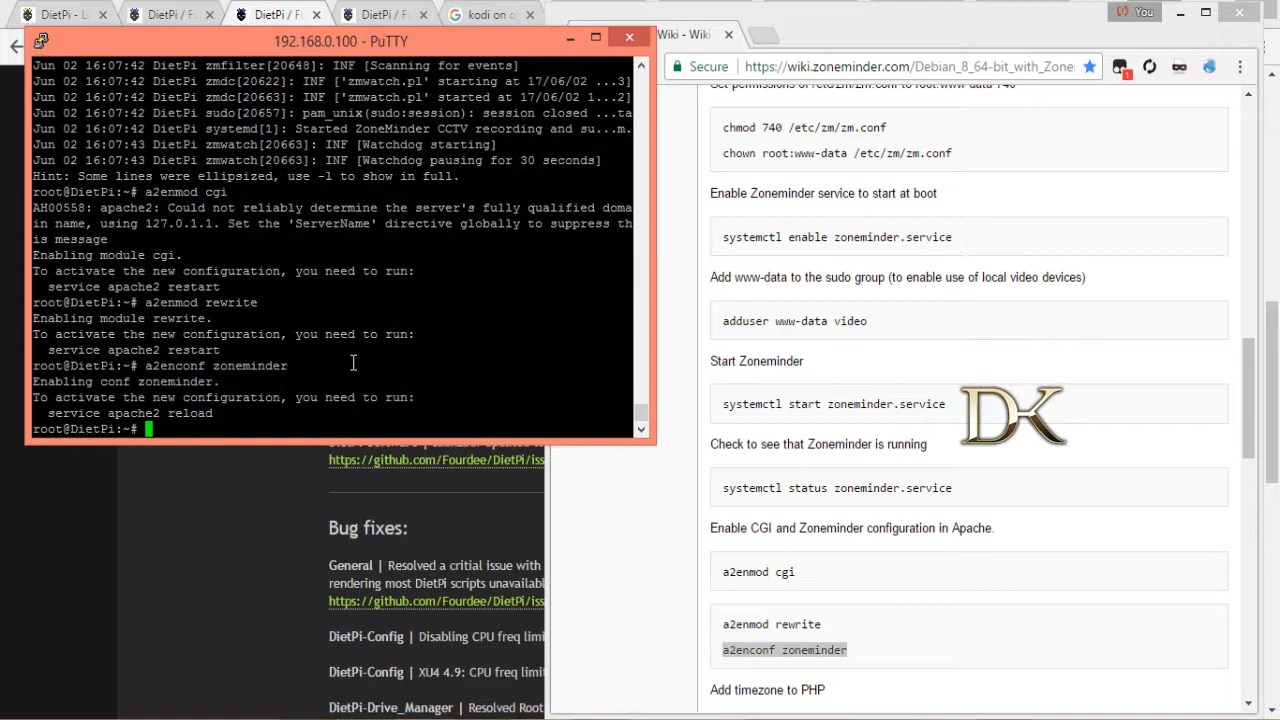 DietPi - Li
DietPi / Fu
DietPi / Fu
DietPi / Fu
kodi on o
Wiki - Wiki
You
192.168.0.100 - PuTTY
Secure
https://wiki.zoneminder.com/Debian_8_64-bit_with_Zone
1
Jun 02 16:07:42 DietPi zmfilter[20648]: INF [Scanning for events]
Jun 02 16:07:42 DietPi zmdc[20622]: INF ['zmwatch.pl' starting at 17/06/02 ...3]
Jun 02 16:07:42 DietPi zmdc[20663]: INF ['zmwatch.pl' started at 17/06/02 1...2]
Jun 02 16:07:42 DietPi sudo[20657]: pam_unix(sudo:session): session closed ...ta
Jun 02 16:07:42 DietPi systemd[1]: Started ZoneMinder CCTV recording and su...m.
Jun 02 16:07:43 DietPi zmwatch[20663]: INF [Watchdog starting]
Jun 02 16:07:43 DietPi zmwatch[20663]: INF [Watchdog pausing for 30 seconds]
Hint: Some lines were ellipsized, use -l to show in full.
root@DietPi:~# a2enmod cgi
AH00558: apache2: Could not reliably determine the server's fully qualified doma
in name, using 127.0.1.1. Set the 'ServerName' directive globally to suppress th
is message
Enabling module cgi.
To activate the new configuration, you need to run:
service apache2 restart
root@DietPi:~# a2enmod rewrite
Enabling module rewrite.
To activate the new configuration, you need to run:
service apache2 restart
root@DietPi:~# a2enconf zoneminder
Enabling conf zoneminder.
To activate the new configuration, you need to run:
service apache2 reload
root@DietPi:~#
https://github.com/Fourdee/DietPi/iss
Bug fixes:
General | Resolved a critial issue with
rendering most DietPi scripts unavailab
https://github.com/Fourdee/DietPi/iss
DietPi-Config | Disabling CPU freq limi
DietPi-Config | XU4 4.9: CPU freq limit
DietPi-Drive_Manager | Resolved Root
chmod 740 /etc/zm/zm.conf
chown root:www-data /etc/zm/zm.conf
Enable Zoneminder service to start at boot
systemctl enable zoneminder.service
Add www-data to the sudo group (to enable use of local video devices)
adduser www-data video
Start Zoneminder
systemctl start zoneminder.service
DK
Check to see that Zoneminder is running
systemctl status zoneminder.service
Enable CGI and Zoneminder configuration in Apache.
a2enmod cgi
a2enmod rewrite
a2enconf zoneminder
Add timezone to PHP